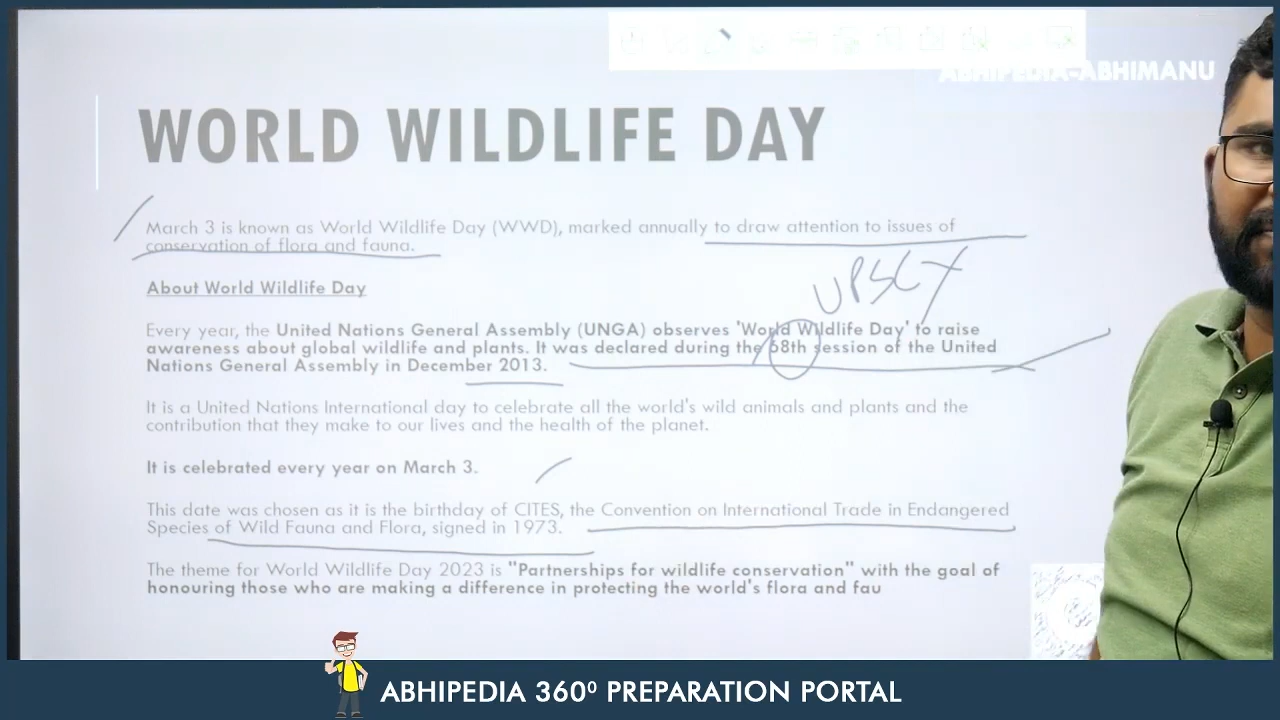 ABHIPEDIA-ABHIMANU
WORLD WILDLIFE DAY
March 3 is known as World Wildlife Day (WWD), marked annually to draw attention to issues of
conservation of flora and fauna.
UPSC
About World Wildlife Day
Every year, the United Nations General Assembly (UNGA) observes 'World Wildlife Day' to raise
awareness about global wildlife and plants. It was declared during the 68th session of the United
Nations General Assembly in December 2013.
It is a United Nations International day to celebrate all the world's wild animals and plants and the
contribution that they make to our lives and the health of the planet.
It is celebrated every year on March 3.
This date was chosen as it is the birthday of CITES, the Convention on International Trade in Endangered
Species of Wild Fauna and Flora, signed in 1973.
The theme for World Wildlife Day 2023 is "Partnerships for wildlife conservation" with the goal of
honouring those who are making a difference in protecting the world's flora and fau
ABHIPEDIA 360⁰ PREPARATION PORTAL